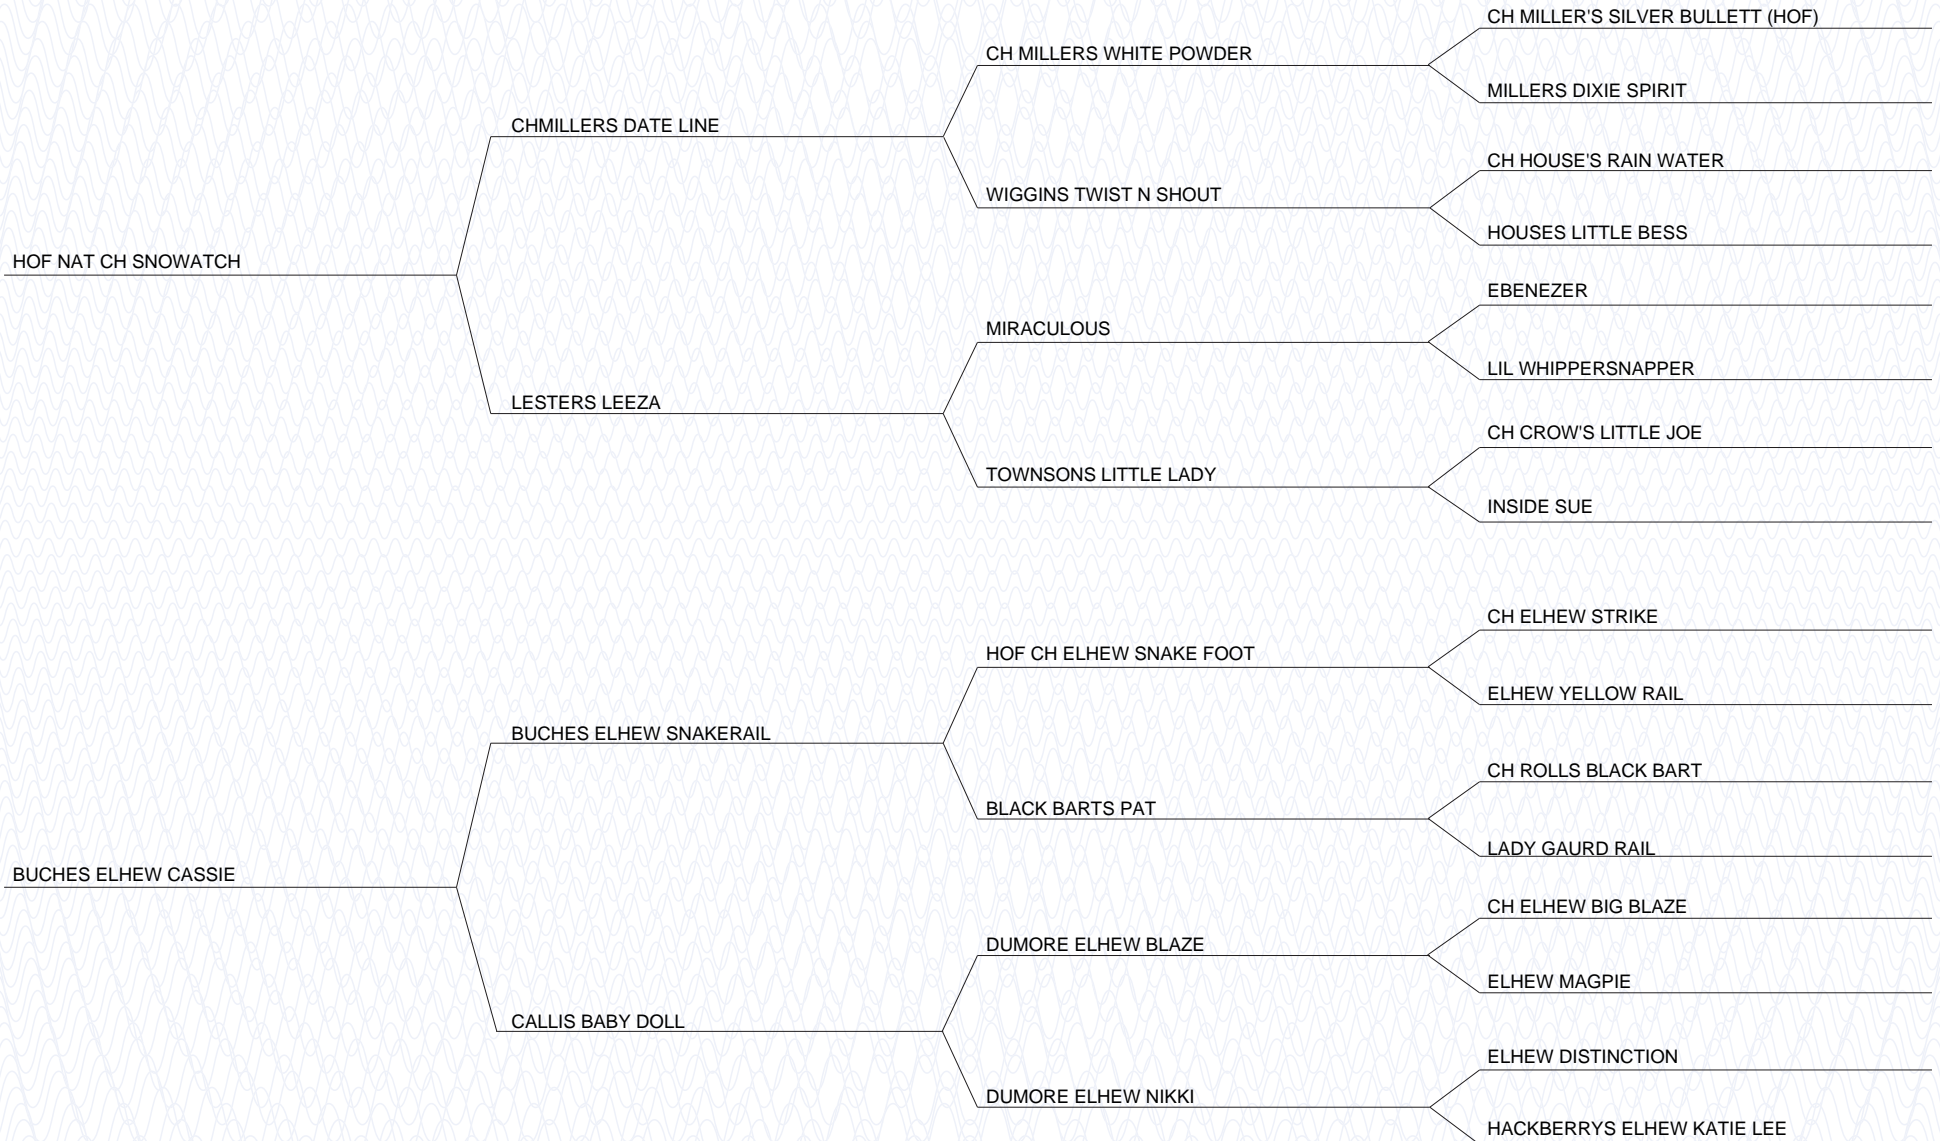 CH MILLER'S SILVER BULLETT (HOF)
CH MILLERS WHITE POWDER
MILLERS DIXIE SPIRIT
CHMILLERS DATE LINE
CH HOUSE'S RAIN WATER
WIGGINS TWIST N SHOUT
HOUSES LITTLE BESS
HOF NAT CH SNOWATCH
EBENEZER
MIRACULOUS
LIL WHIPPERSNAPPER
LESTERS LEEZA
CH CROW'S LITTLE JOE
TOWNSONS LITTLE LADY
INSIDE SUE
CH ELHEW STRIKE
HOF CH ELHEW SNAKE FOOT
ELHEW YELLOW RAIL
BUCHES ELHEW SNAKERAIL
CH ROLLS BLACK BART
BLACK BARTS PAT
LADY GAURD RAIL
BUCHES ELHEW CASSIE
CH ELHEW BIG BLAZE
DUMORE ELHEW BLAZE
ELHEW MAGPIE
CALLIS BABY DOLL
ELHEW DISTINCTION
DUMORE ELHEW NIKKI
HACKBERRYS ELHEW KATIE LEE